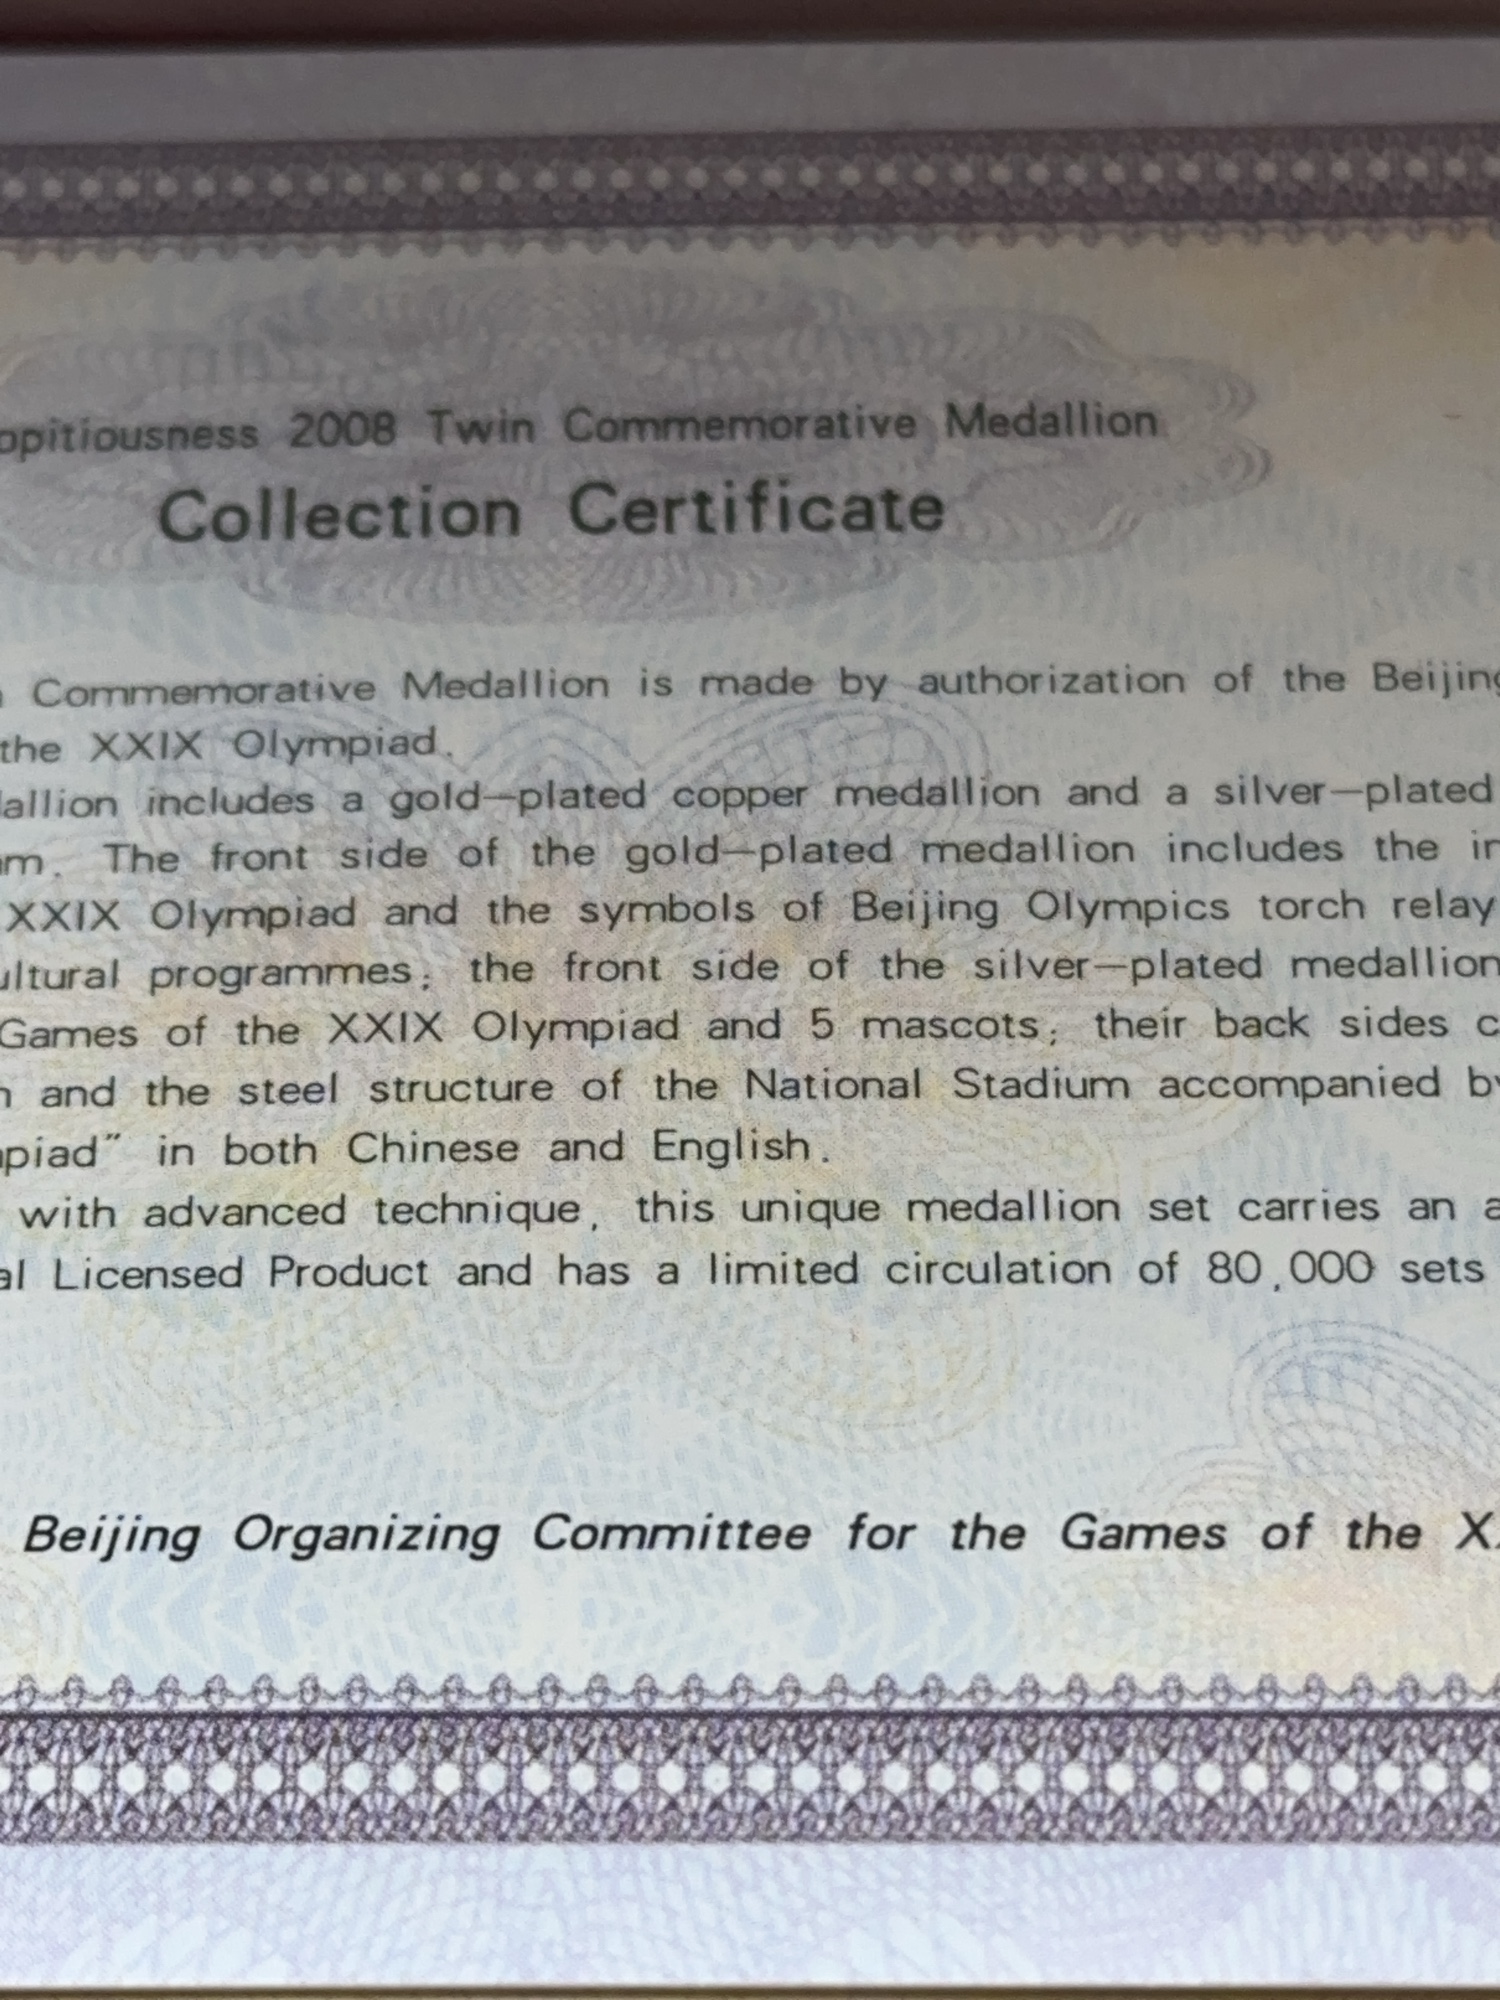 opitiousness 2008 Twin Commemorative Medallion
Collection Certificate
Commemorative Medallion is made by authorization of the Beijing
the XXIX Olympiad.
allion includes a gold—plated copper medallion and a silver—plated
m. The front side of the gold—plated medallion includes the
XXIX Olympiad and the symbols of Beijing Olympics torch relay
ultural programmes; the front side of the silver—plated medallion
Games of the XXIX Olympiad and 5 mascots; their back sides
and the steel structure of the National Stadium accompanied by
piad" in both Chinese and English.
with advanced technique, this unique medallion set carries an
al Licensed Product and has a limited circulation of 80,000 sets
Beijing Organizing Committee for the Games of the